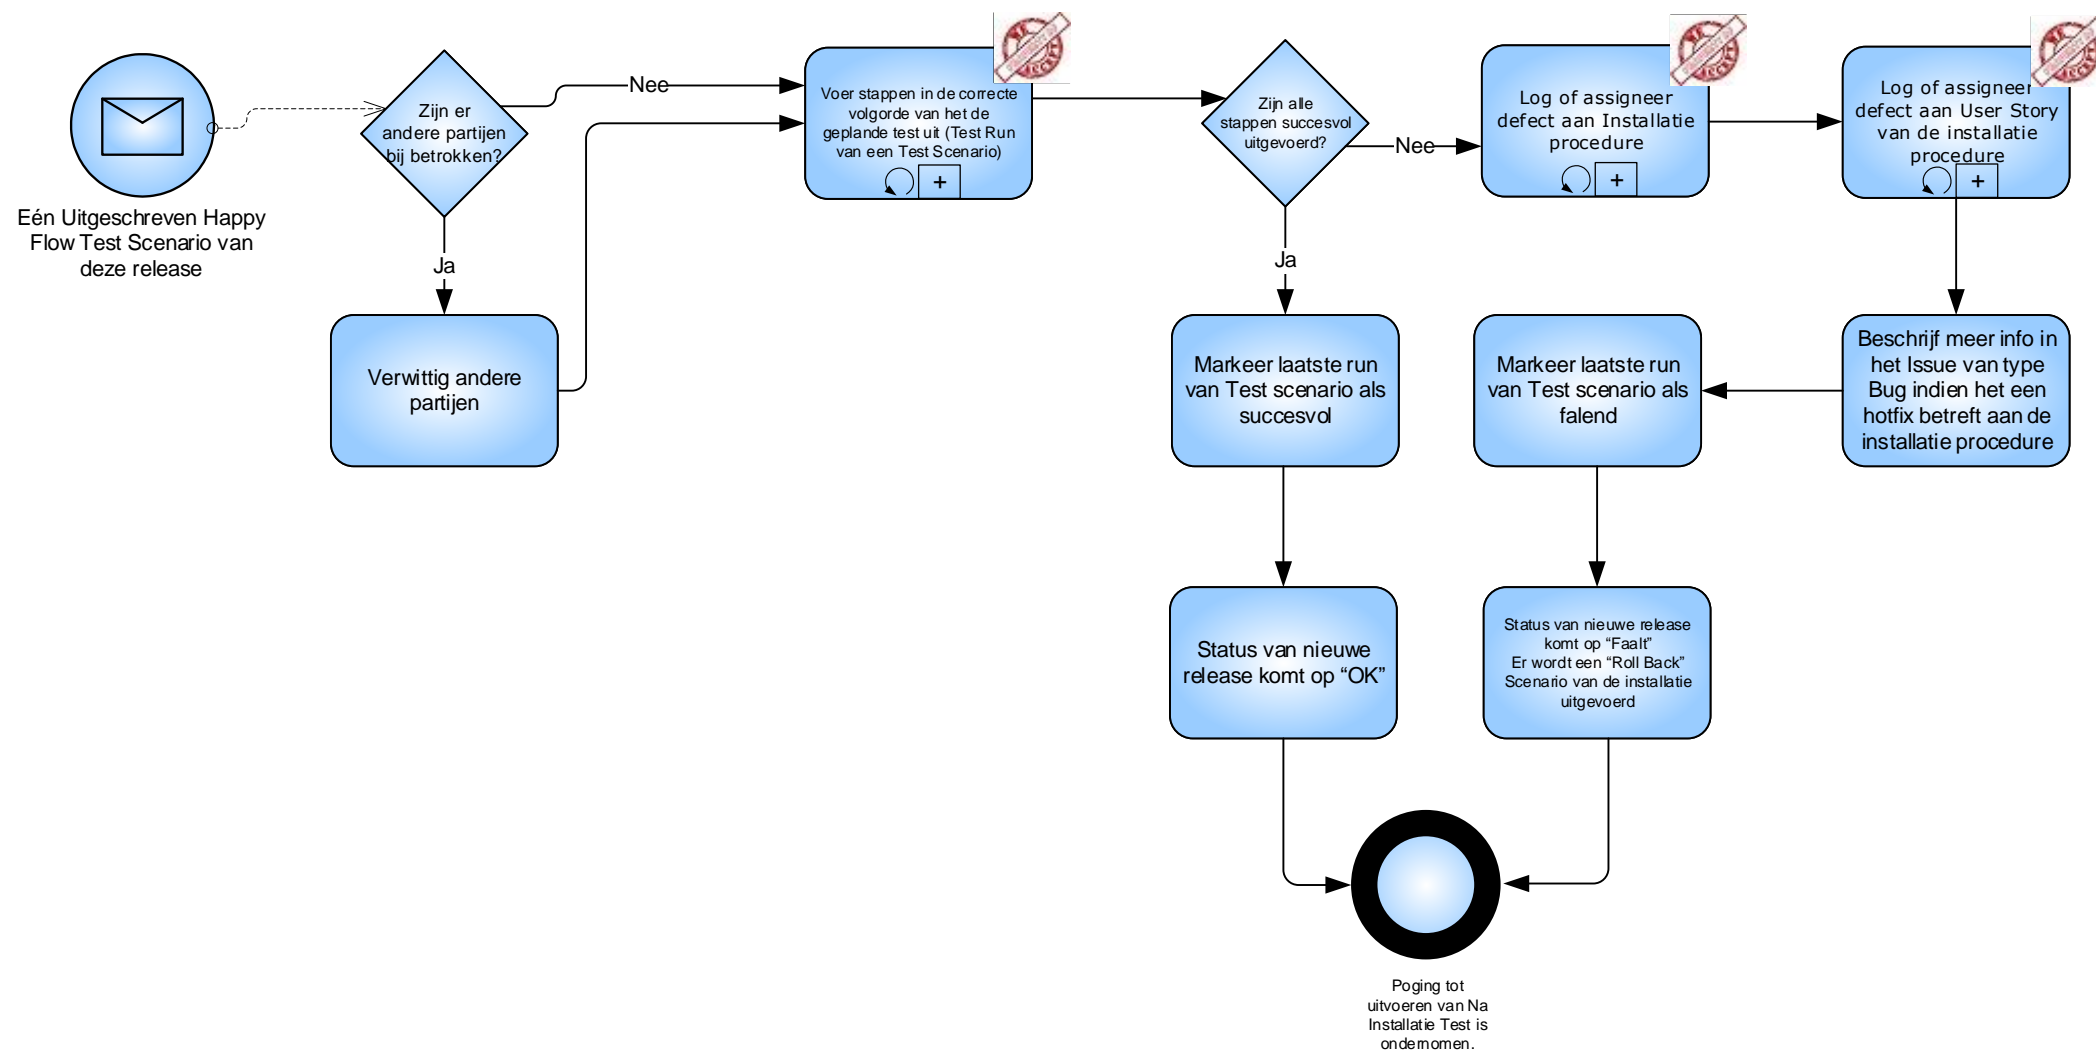 Eén Uitgeschreven Happy
Flow Test Scenario van
deze release
Zijn er
andere partijen
bij betrokken?
Nee
Ja
Verwittig andere
partijen
Voer stappen in de correcte
volgorde van het de
geplande test uit (Test Run
van een Test Scenario)
+
Zijn alle
stappen succesvol
uitgevoerd?
Nee
Ja
Log of assigneer
defect aan Installatie
procedure
+
Log of assigneer
defect aan User Story
van de installatie
procedure
+
Markeer laatste run
van Test scenario als
succesvol
Markeer laatste run
van Test scenario als
falend
Beschrijf meer info in
het Issue van type
Bug indien het een
hotfix betreft aan de
installatie procedure
Status van nieuwe
release komt op “OK”
Status van nieuwe release
komt op “Faalt”
Er wordt een “Roll Back”
Scenario van de installatie
uitgevoerd
Poging tot
uitvoeren van Na
Installatie Test is
ondernomen.